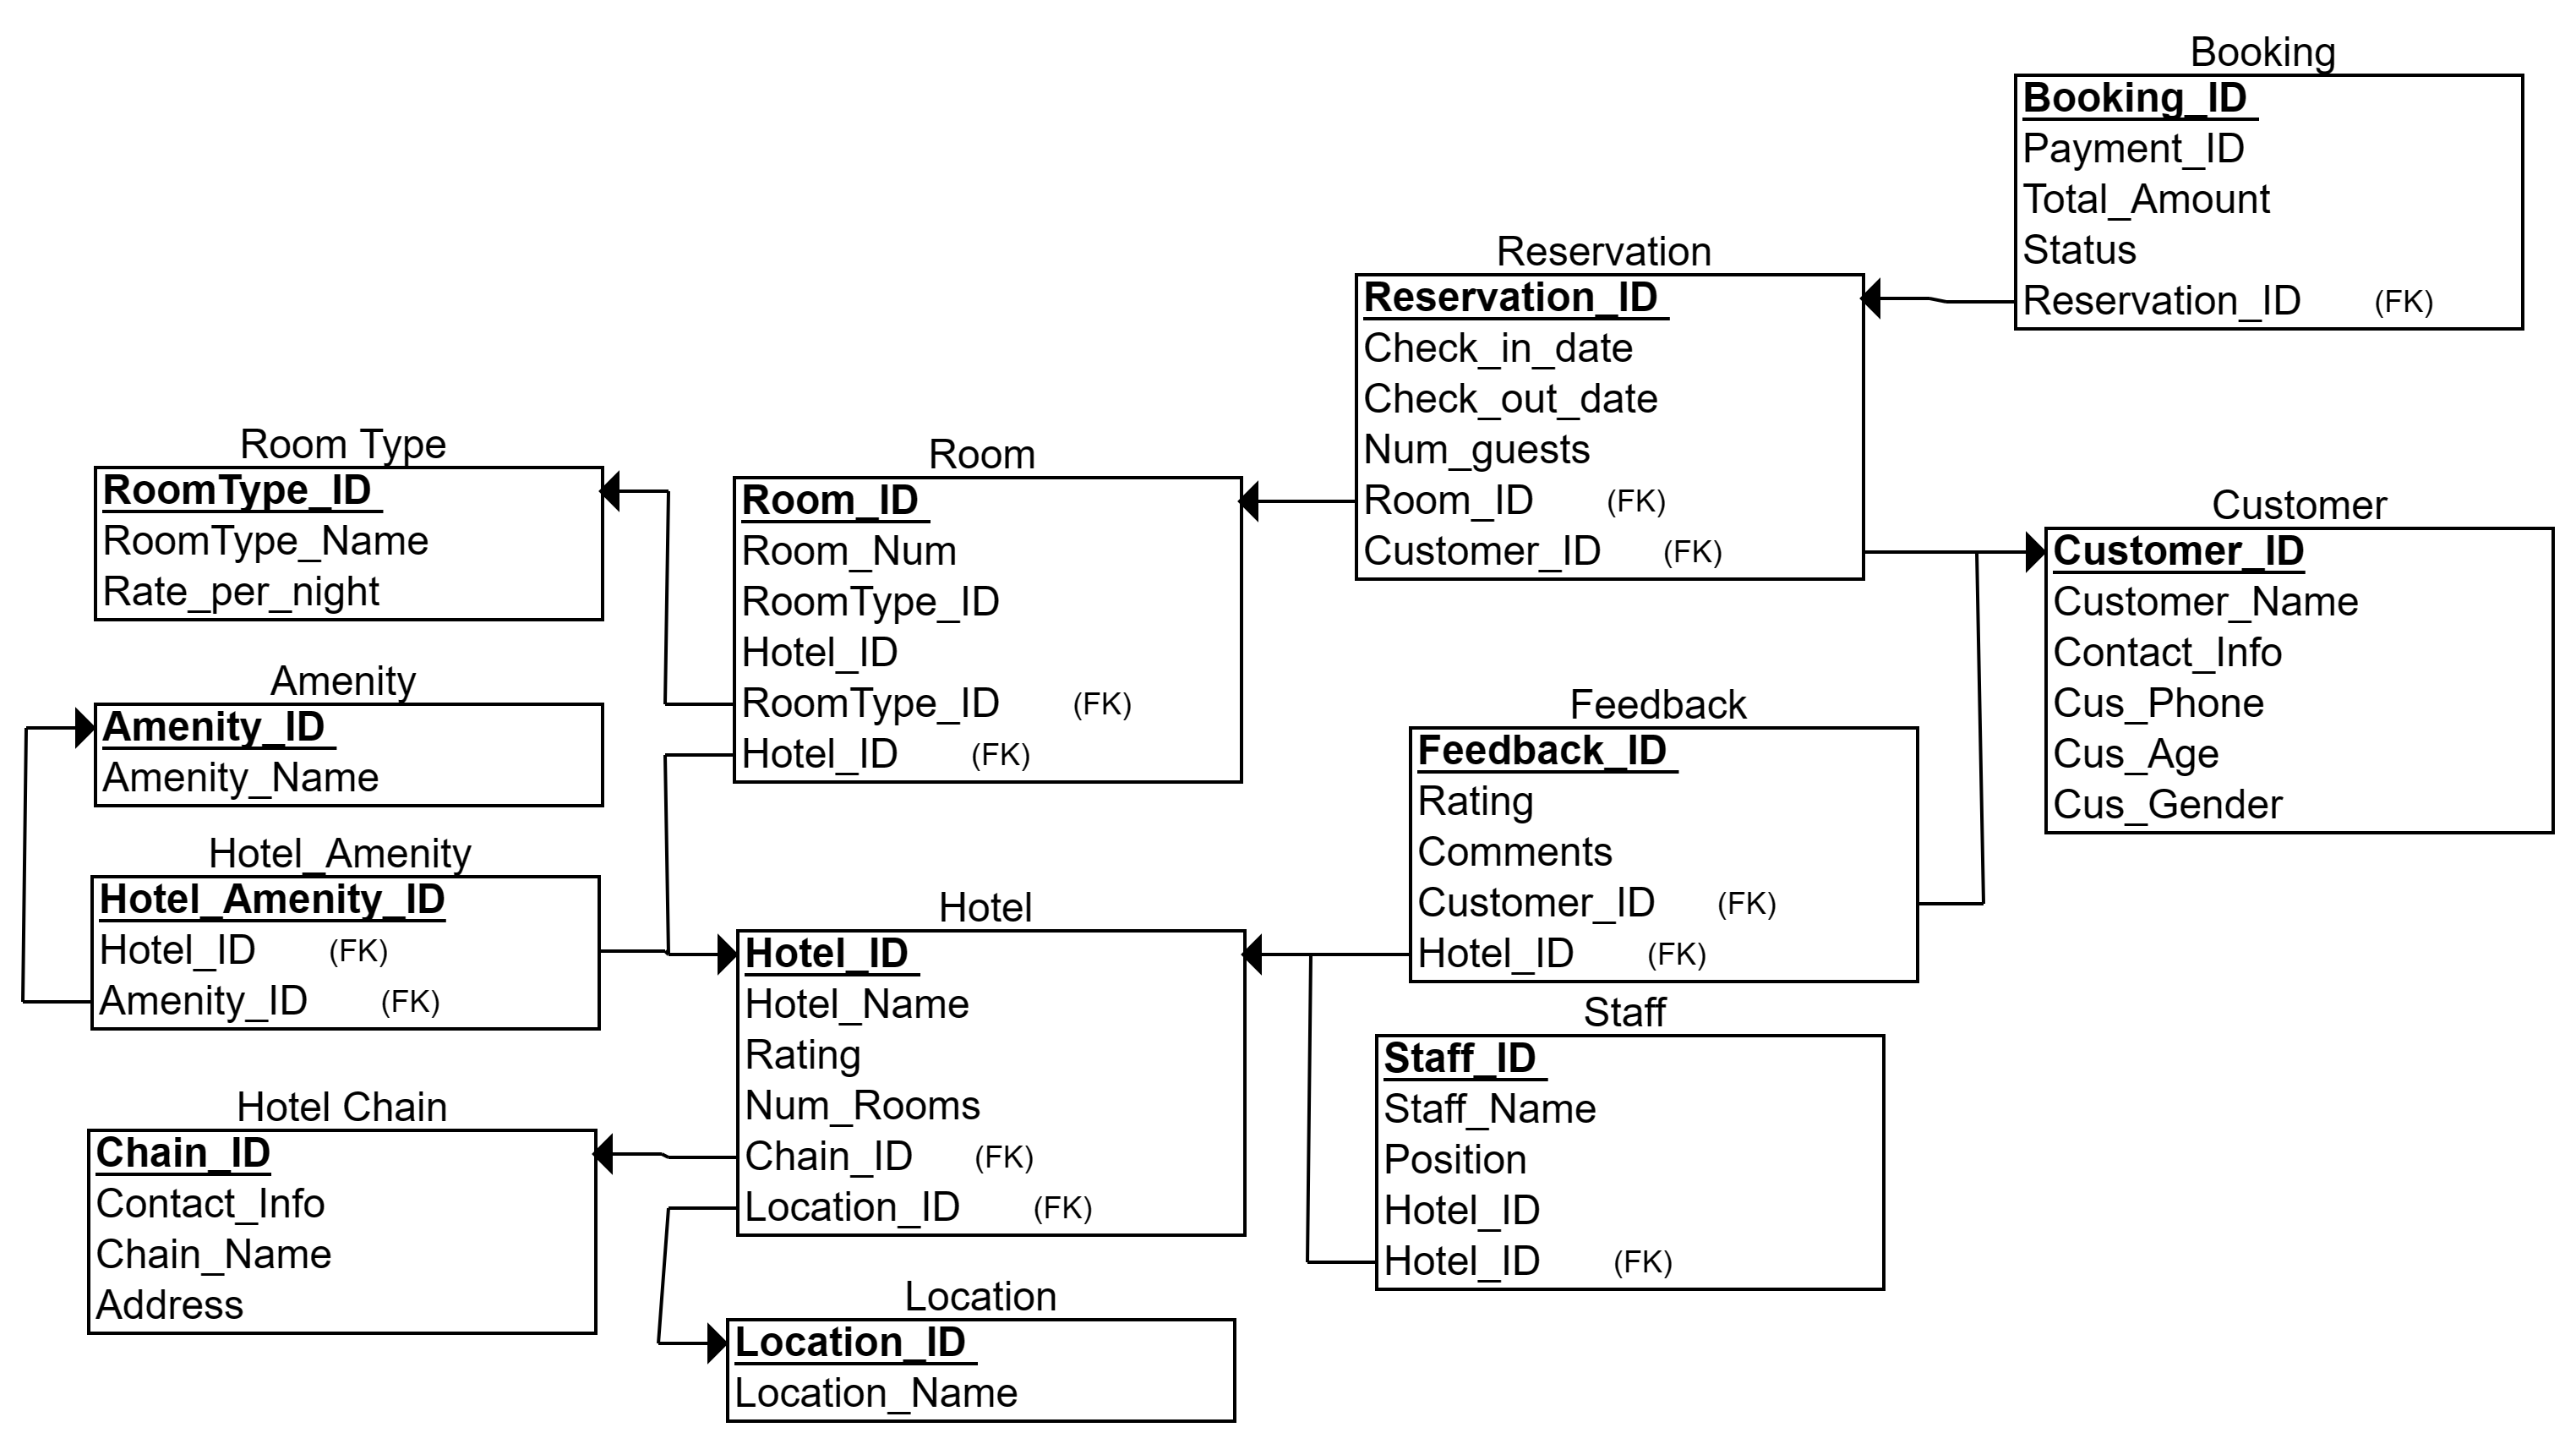 Booking
Booking_ID
Payment_ID
Total_Amount
Status
Reservation_ID (FK)
Reservation
Reservation_ID
Check_in_date
Check_out_date
Num_guests
Room_ID (FK)
Customer_ID (FK)
Room Type
RoomType_ID
RoomType_Name
Rate_per_night
Room
Room_ID
Room_Num
RoomType_ID
Hotel_ID
RoomType_ID (FK)
Hotel_ID (FK)
Customer
Customer_ID
Customer_Name
Contact_Info
Cus_Phone
Cus_Age
Cus_Gender
Amenity
Amenity_ID
Amenity_Name
Feedback
Feedback_ID
Rating
Comments
Customer_ID (FK)
Hotel_ID (FK)
Hotel_Amenity
Hotel_Amenity_ID
Hotel_ID (FK)
Amenity_ID (FK)
Hotel
Hotel_ID
Hotel_Name
Rating
Num_Rooms
Chain_ID (FK)
Location_ID (FK)
Staff
Staff_ID
Staff_Name
Position
Hotel_ID
Hotel_ID (FK)
Hotel Chain
Chain_ID
Contact_Info
Chain_Name
Address
Location
Location_ID
Location_Name